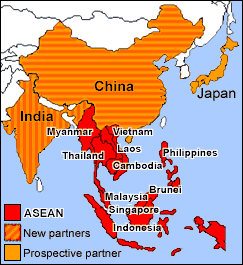 China
Japan
India
Myanmar
Vietnam
Laos
Thailand
Cambodia
Philippines
Malaysia
Brunei
Singapore
Indonesia
ASEAN
New partners
Prospective partner